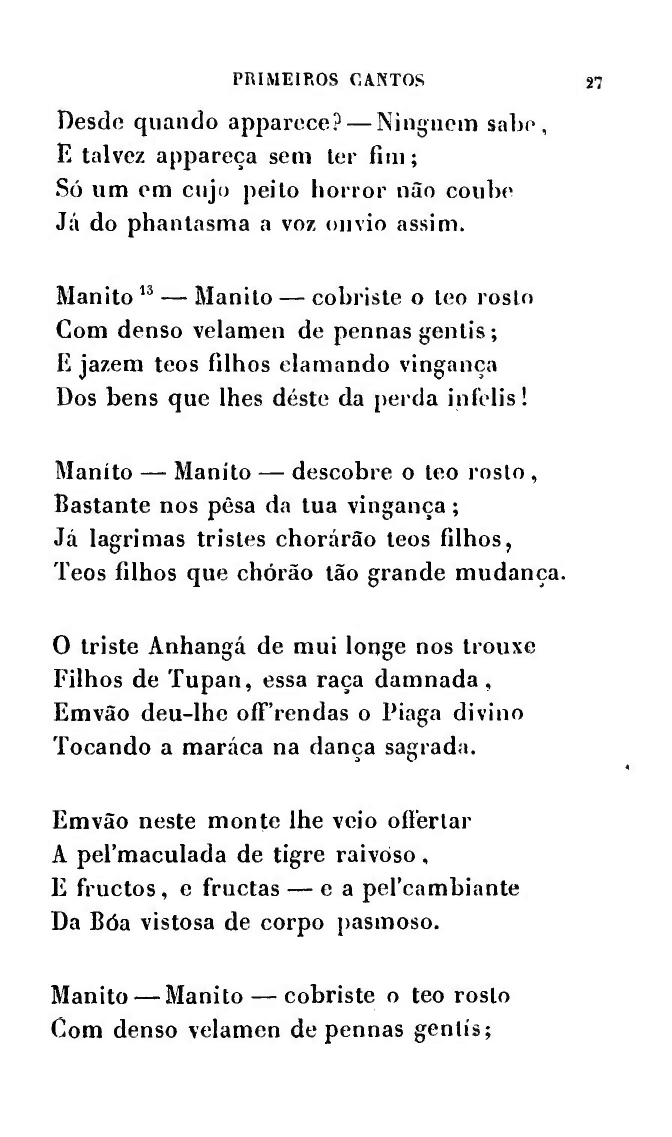 PRIMEIROS CANTOS 27
Desde quando apparece? — Ninguem sabe,
E talvez appareça sem ter fim;
Só um em cujo peito horror não coube
Já do phantasma a voz ouvio assim.
Manito ¹³ — Manito — cobriste o teo rosto
Com denso velamen de pennas gentis;
E jazem teos filhos clamando vingança
Dos bens que lhes déste da perda infelis!
Maníto — Maníto — descobre o teo rosto,
Bastante nos pêsa da tua vingança;
Já lagrimas tristes chorárão teos filhos,
Teos filhos que chórão tão grande mudança.
O triste Anhangá de mui longe nos trouxe
Filhos de Tupan, essa raça damnada,
Emvão deu-lhe off'rendas o Piaga divino
Tocando a maráca na dança sagrada.
Emvão neste monte lhe veio offertar
A pel'maculada de tigre raivoso,
E fructos, e fructas — e a pel'cambiante
Da Bóa vistosa de corpo pasmoso.
Manito — Manito — cobriste o teo rosto
Com denso velamen de pennas gentís;